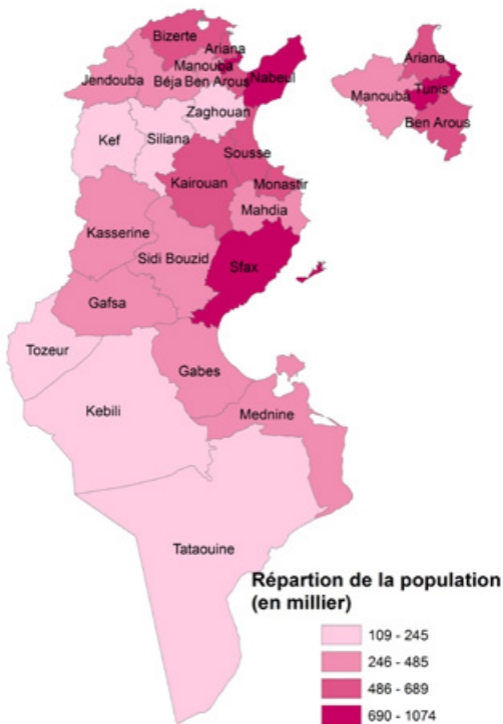 Bizerte
Ariana
Manouba
Jendouba
Béja Ben Arous
Nabeul
Zaghouan
Kef
Siliana
Sousse
Kairouan
Monastir
Mahdia
Kasserine
Sidi Bouzid
Sfax
Gafsa
Tozeur
Gabes
Kebili
Mednine
Tataouine
Ariana
Manouba
Tunis
Ben Arous
Répartion de la population
(en millier)
109 - 245
246 - 485
486 - 689
690 - 1074